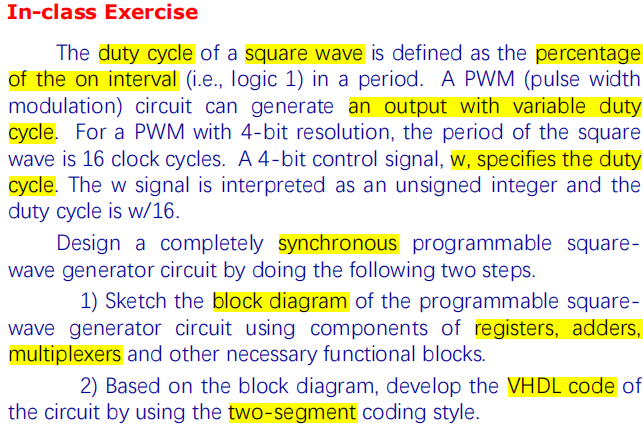 In-class Exercise
The duty cycle of a square wave is defined as the percentage
of the on interval (i.e., logic 1) in a period. A PWM (pulse width
modulation) circuit can generate an output with variable duty
cycle. For a PWM with 4-bit resolution, the period of the square
wave is 16 clock cycles. A 4-bit control signal, w, specifies the duty
cycle. The w signal is interpreted as an unsigned integer and the
duty cycle is w/16.
Design a completely synchronous programmable square-
wave generator circuit by doing the following two steps.
1) Sketch the block diagram of the programmable square-
wave generator circuit using components of registers, adders,
multiplexers and other necessary functional blocks.
2) Based on the block diagram, develop the VHDL code of
the circuit by using the two-segment coding style.